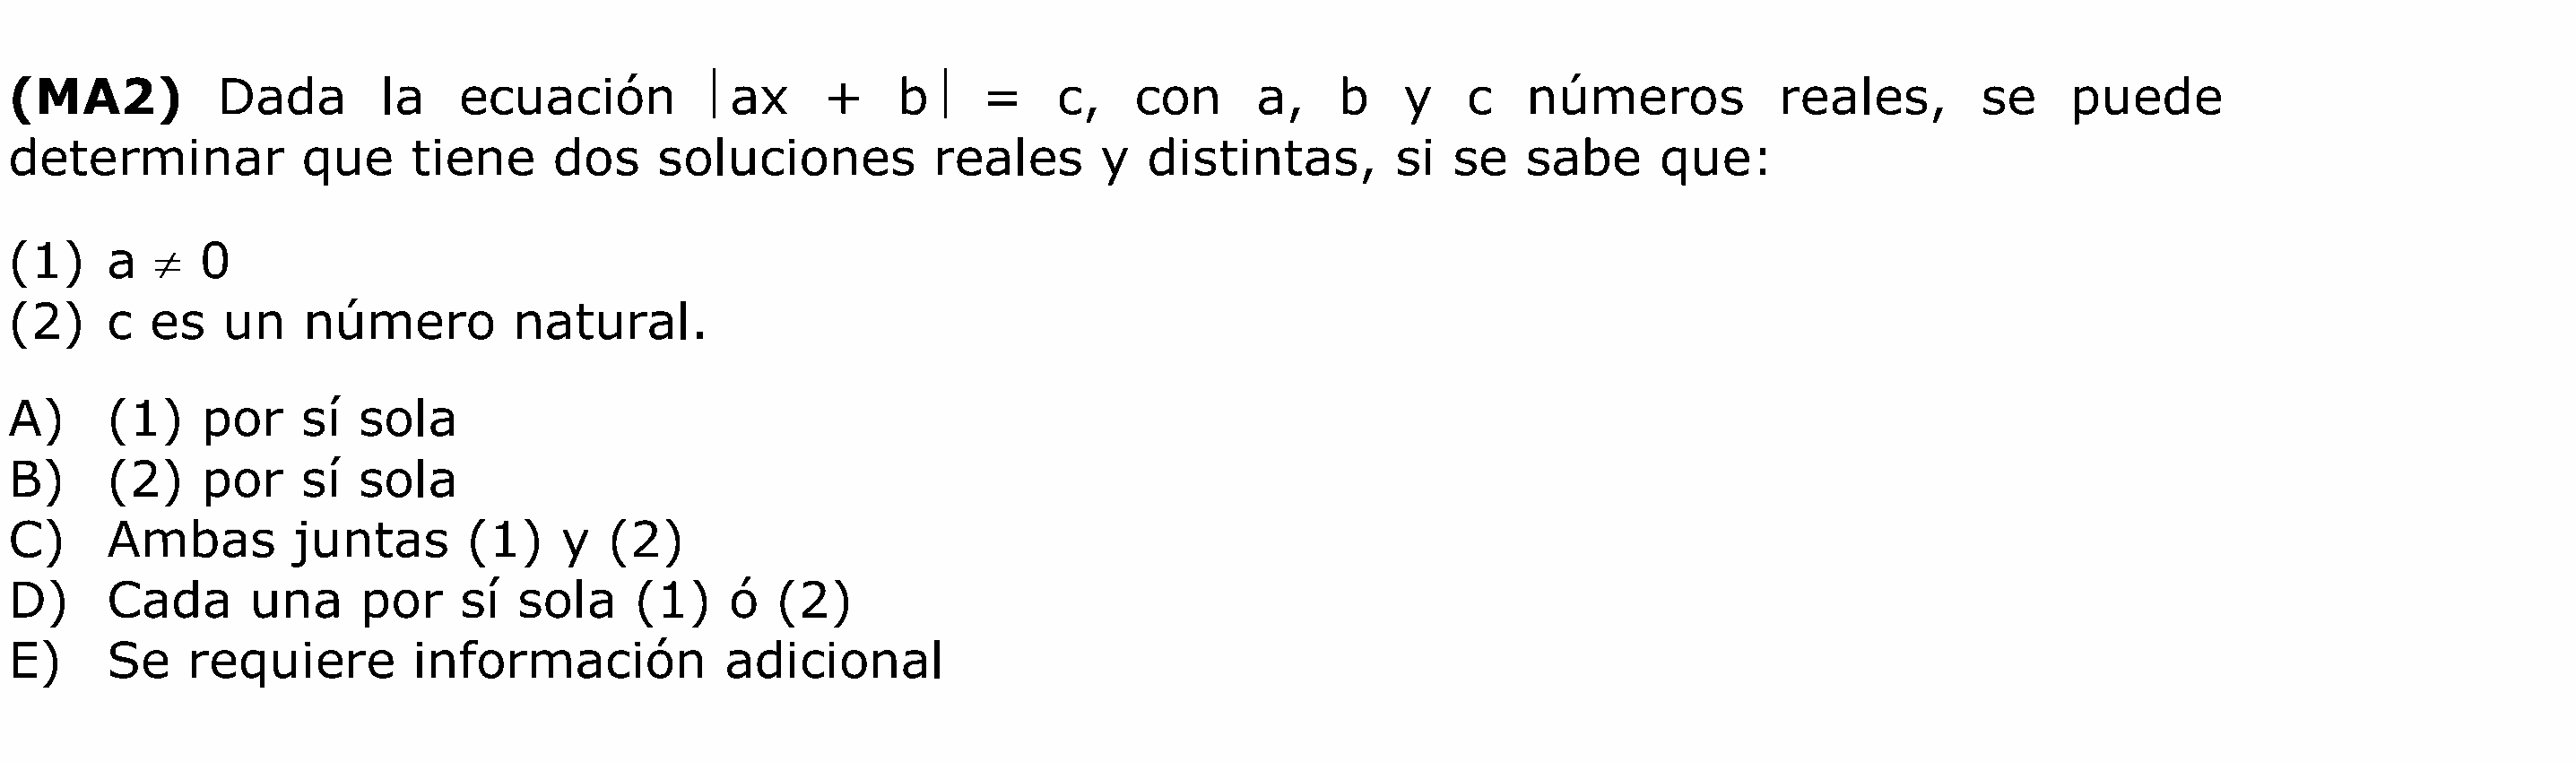 (MA2) Dada la ecuación |ax + b| = c, con a, b y c números reales, se puede
determinar que tiene dos soluciones reales y distintas, si se sabe que:
(1) a ≠ 0
(2) c es un número natural.
A) (1) por sí sola
B) (2) por sí sola
C) Ambas juntas (1) y (2)
D) Cada una por sí sola (1) ó (2)
E) Se requiere información adicional